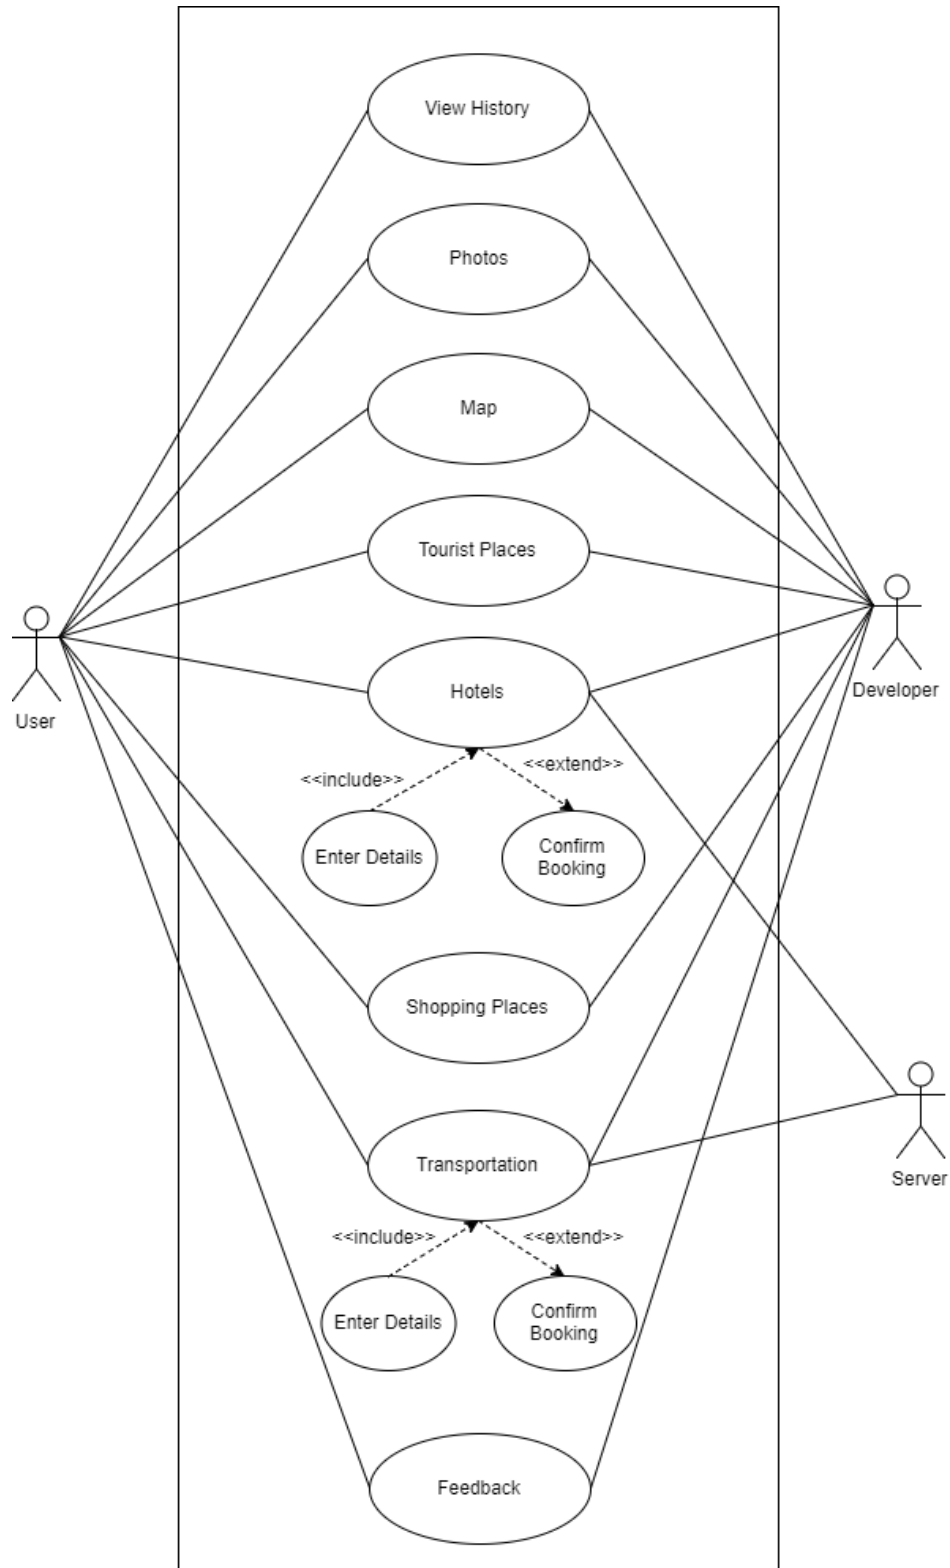 View History
Photos
Map
Tourist Places
Hotels
User
Developer
<<include>>
<<extend>>
Enter Details
Confirm
Booking
Shopping Places
Transportation
Server
<<include>>
<<extend>>
Enter Details
Confirm
Booking
Feedback